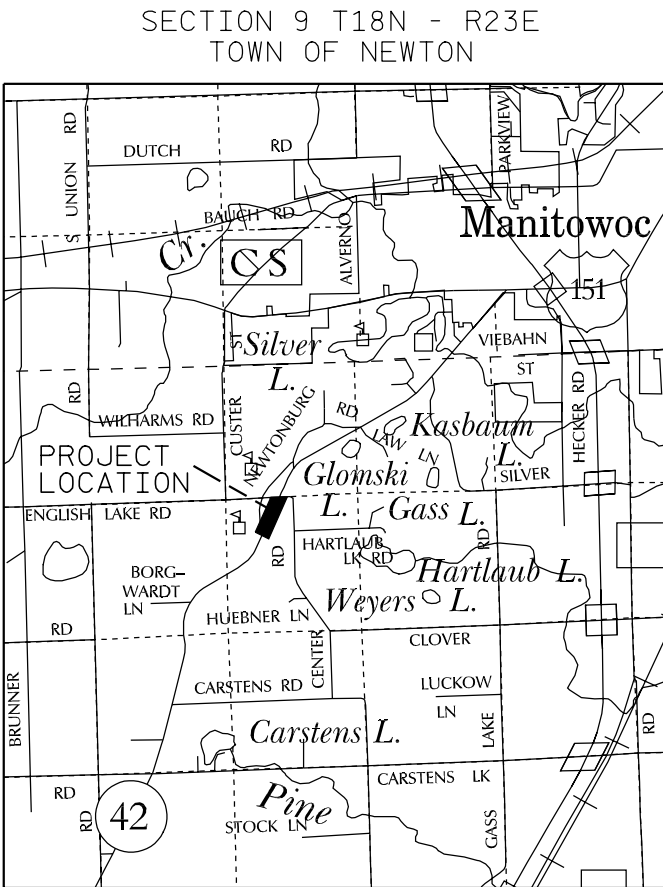 SECTION 9 T18N - R23E
TOWN OF NEWTON
S UNION RD
DUTCH RD
PARKVIEW
BAUCH RD
Manitowoc
Cr.
CS
ALVERNO
151
ST
Silver L.
VIEBAHN ST
RD
WILHARMS RD
CUSTER
NEWTONBURG RD
LAW LN
Kasbaum L.
HECKER RD
PROJECT
LOCATION
Glomski L.
SILVER
ENGLISH LAKE RD
Gass L.
RD
HARTLAUB
LK RD
RD
Hartlaub L.
BORG-
WARDT
LN
Weyers L.
HUEBNER LN
RD
CENTER
CLOVER
CARSTENS RD
LUCKOW
LN
BRUNNER
Carstens L.
LAKE
RD
CARSTENS LK
RD
Pine
RD
42
STOCK LN
GASS